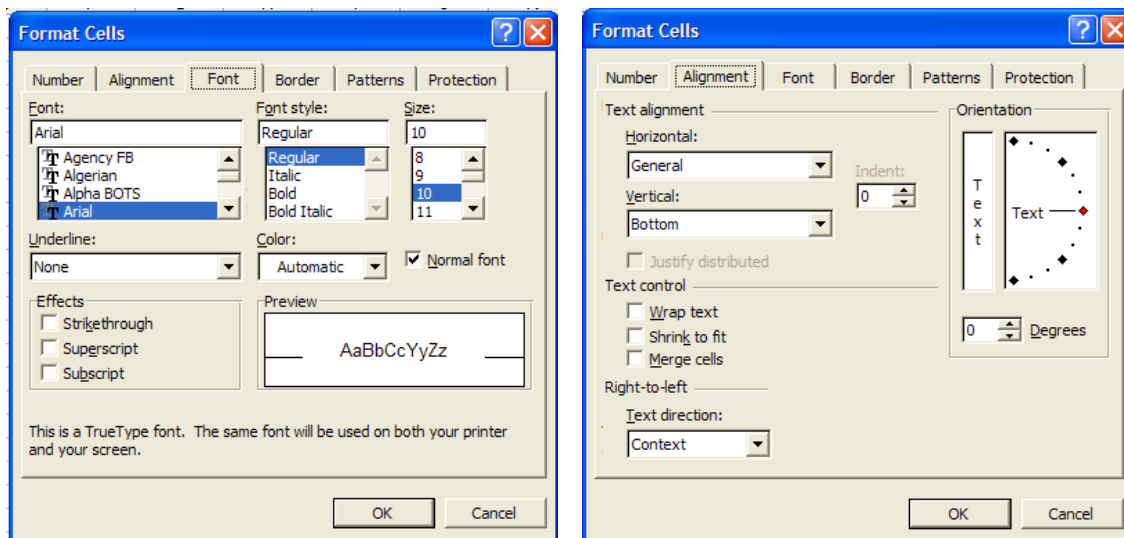 Format Cells
Number Alignment Font Border Patterns Protection
Font: Font style: Size:
Arial Regular 10
Agency FB Regular 8
Algerian Italic 9
Alpha BOTS Bold 10
Arial Bold Italic 11
Underline: Color:
None Automatic Normal font
Effects Preview
Strikethrough
Superscript AaBbCcYyZz
Subscript
This is a TrueType font. The same font will be used on both your printer
and your screen.
OK Cancel
Format Cells
Number Alignment Font Border Patterns Protection
Text alignment Orientation
Horizontal:
General Indent:
Vertical: 0
Bottom
Text Text
Justify distributed
Text control
Wrap text
Shrink to fit 0 Degrees
Merge cells
Right-to-left
Text direction:
Context
OK Cancel